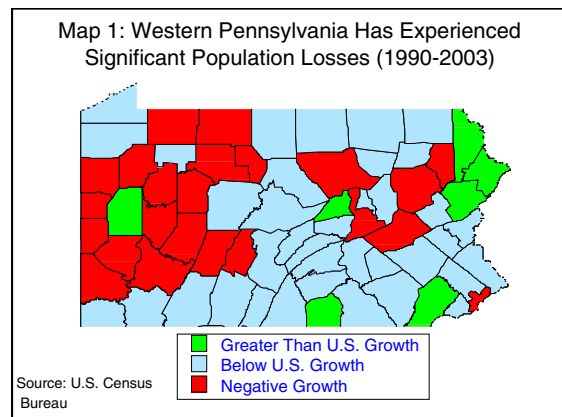 Map 1: Western Pennsylvania Has Experienced
Significant Population Losses (1990-2003)
Greater Than U.S. Growth
Below U.S. Growth
Negative Growth
Source: U.S. Census
Bureau